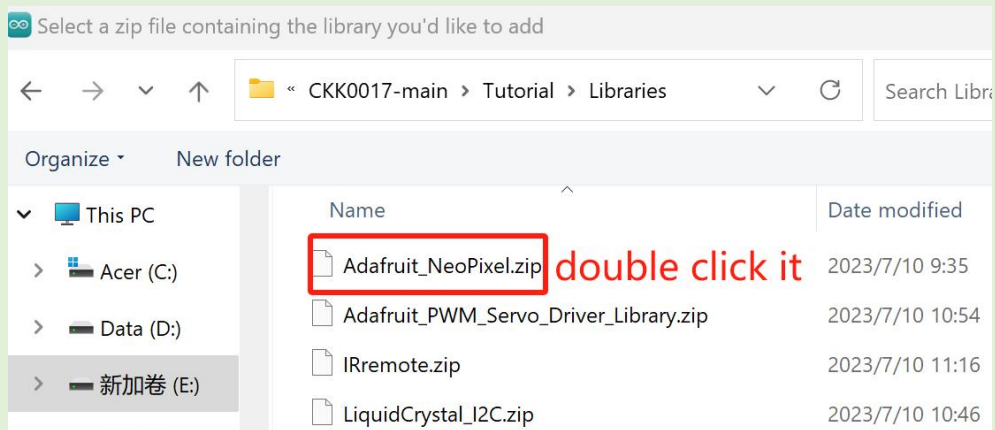 Select a zip file containing the library you'd like to add
« CKK0017-main > Tutorial > Libraries
Organize
New folder
This PC
Acer (C:)
Data (D:)
新加卷 (E:)
Name
Date modified
Adafruit_NeoPixel.zip double click it 2023/7/10 9:35
Adafruit_PWM_Servo_Driver_Library.zip 2023/7/10 10:54
IRremote.zip 2023/7/10 11:16
LiquidCrystal_I2C.zip 2023/7/10 10:46